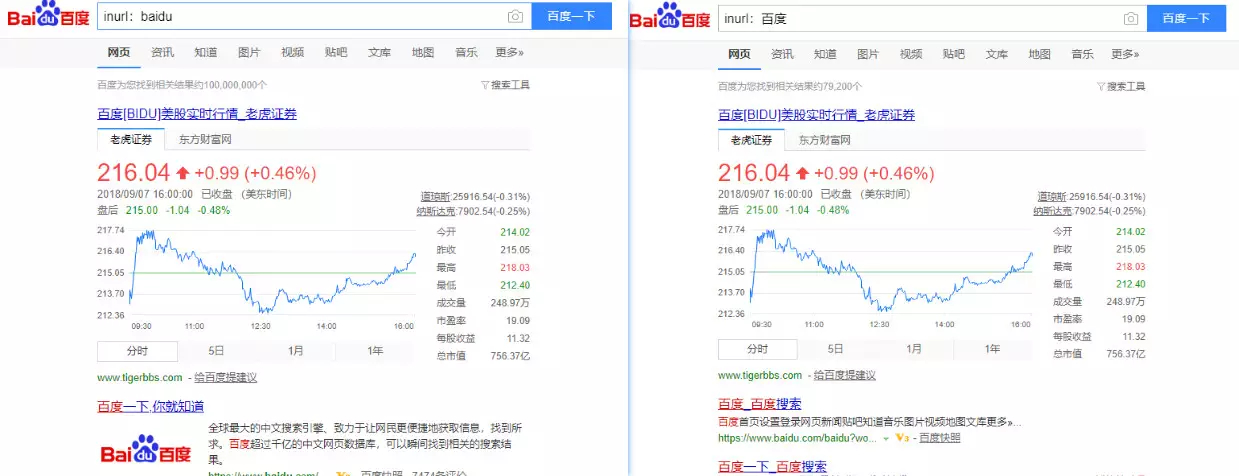 Bai du 百度
inurl：baidu
百度一下
网页 资讯 知道 图片 视频 贴吧 文库 地图 音乐 更多»
百度为您找到相关结果约100,000,000个
搜索工具
百度[BIDU]美股实时行情_老虎证券
老虎证券 东方财富网
216.04 +0.99 (+0.46%)
2018/09/07 16:00:00 已收盘 （美东时间）
道琼斯:25916.54(-0.31%)
盘后 215.00 -1.04 -0.48%
纳斯达克:7902.54(-0.25%)
217.74
216.40
215.05
213.70
212.36
09:30 11:00 12:30 14:00 16:00
今开 214.02
昨收 215.05
最高 218.03
最低 212.40
成交量 248.97万
市盈率 19.09
每股收益 11.32
总市值 756.37亿
分时 5日 1月 1年
www.tigerbbs.com - 给百度提建议
百度一下,你就知道
Bai du 百度
全球最大的中文搜索引擎、致力于让网民更便捷地获取信息，找到所
求。百度超过千亿的中文网页数据库，可以瞬间找到相关的搜索结
果。
https://www.baidu.com/ V3 - 百度快照 - 7474条评价
Bai du 百度
inurl：百度
百度一下
网页 资讯 知道 图片 视频 贴吧 文库 地图 音乐 更多»
百度为您找到相关结果约79,200个
搜索工具
百度[BIDU]美股实时行情_老虎证券
老虎证券 东方财富网
216.04 +0.99 (+0.46%)
2018/09/07 16:00:00 已收盘 （美东时间）
道琼斯:25916.54(-0.31%)
盘后 215.00 -1.04 -0.48%
纳斯达克:7902.54(-0.25%)
217.74
216.40
215.05
213.70
212.36
09:30 11:00 12:30 14:00 16:00
今开 214.02
昨收 215.05
最高 218.03
最低 212.40
成交量 248.97万
市盈率 19.09
每股收益 11.32
总市值 756.37亿
分时 5日 1月 1年
www.tigerbbs.com - 给百度提建议
百度_百度搜索
百度首页设置登录网页新闻贴吧知道音乐图片视频地图文库更多»...
https://www.baidu.com/baidu?wo... V3 - 百度快照
百度一下_百度搜索